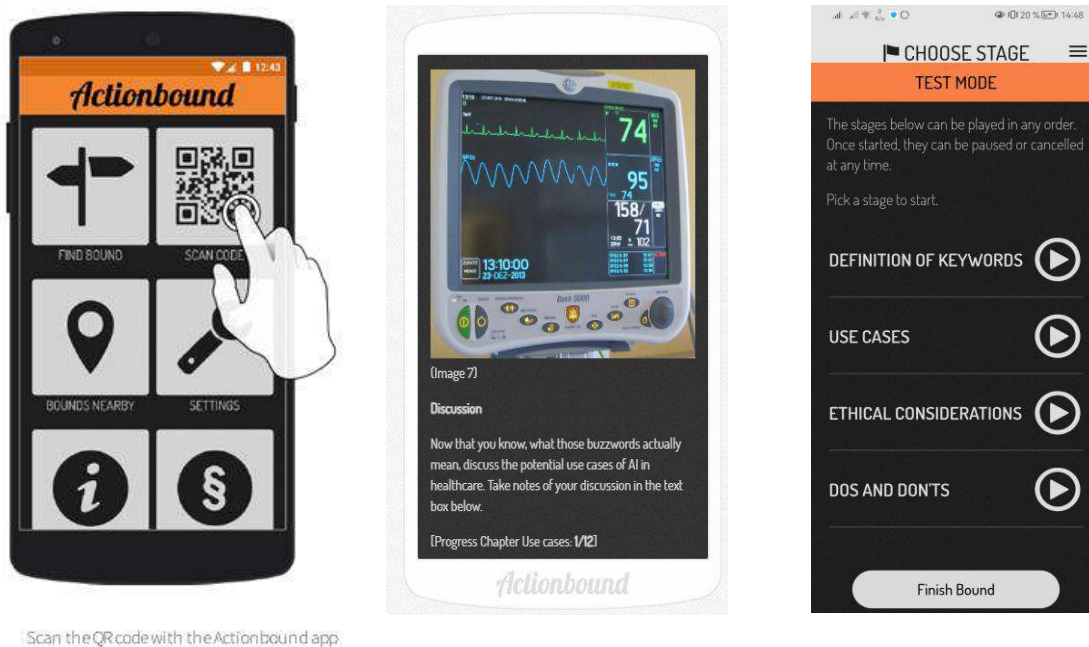 12:43
Actionbound
FIND BOUND
SCAN CODE
BOUNDS NEARBY
SETTINGS
i
§
Scan the QR code with the Actionbound app
74
95
74
158/
71
102
13:10:00
23-DEZ-2013
Dash 5000
(Image 7)
Discussion
Now that you know, what those buzzwords actually
mean, discuss the potential use cases of AI in
healthcare. Take notes of your discussion in the text
box below.
[Progress Chapter Use cases: 1/12]
Actionbound
20 % 14:48
CHOOSE STAGE
TEST MODE
The stages below can be played in any order.
Once started, they can be paused or cancelled
at any time.
Pick a stage to start.
DEFINITION OF KEYWORDS
USE CASES
ETHICAL CONSIDERATIONS
DOS AND DON'TS
Finish Bound